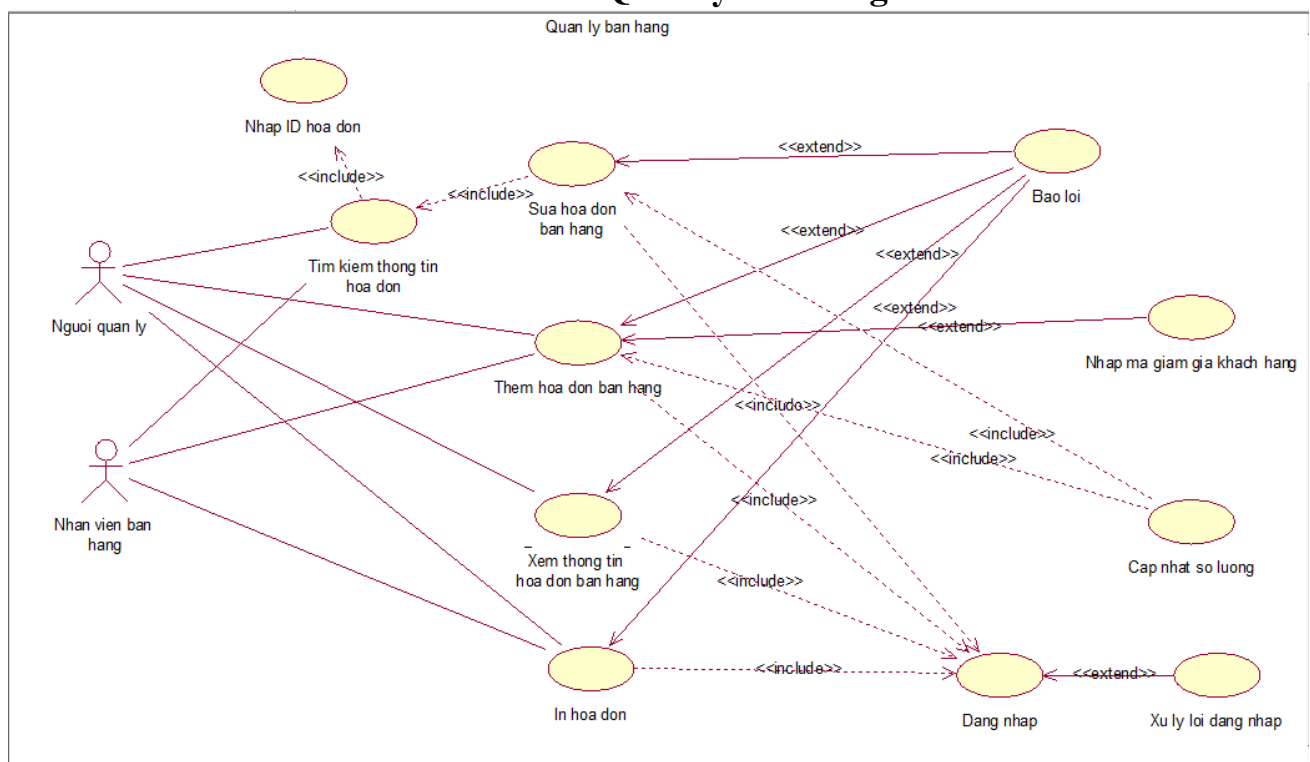 Quan ly ban hang
Nhap ID hoa don
<<extend>>
Bao loi
<<include>>
<<include>>
Sua hoa don
ban hang
<<extend>>
<<extend>>
Tim kiem thong tin
hoa don
Nguoi quan ly
<<extend>>
<<extend>>
Nhap ma giam gia khach hang
Them hoa don ban hang
<<include>>
<<include>>
<<include>>
<<include>>
Nhan vien ban
hang
Xem thong tin
hoa don ban hang
<<include>>
Cap nhat so luong
<<include>>
<<extend>>
In hoa don
Dang nhap
Xu ly loi dang nhap